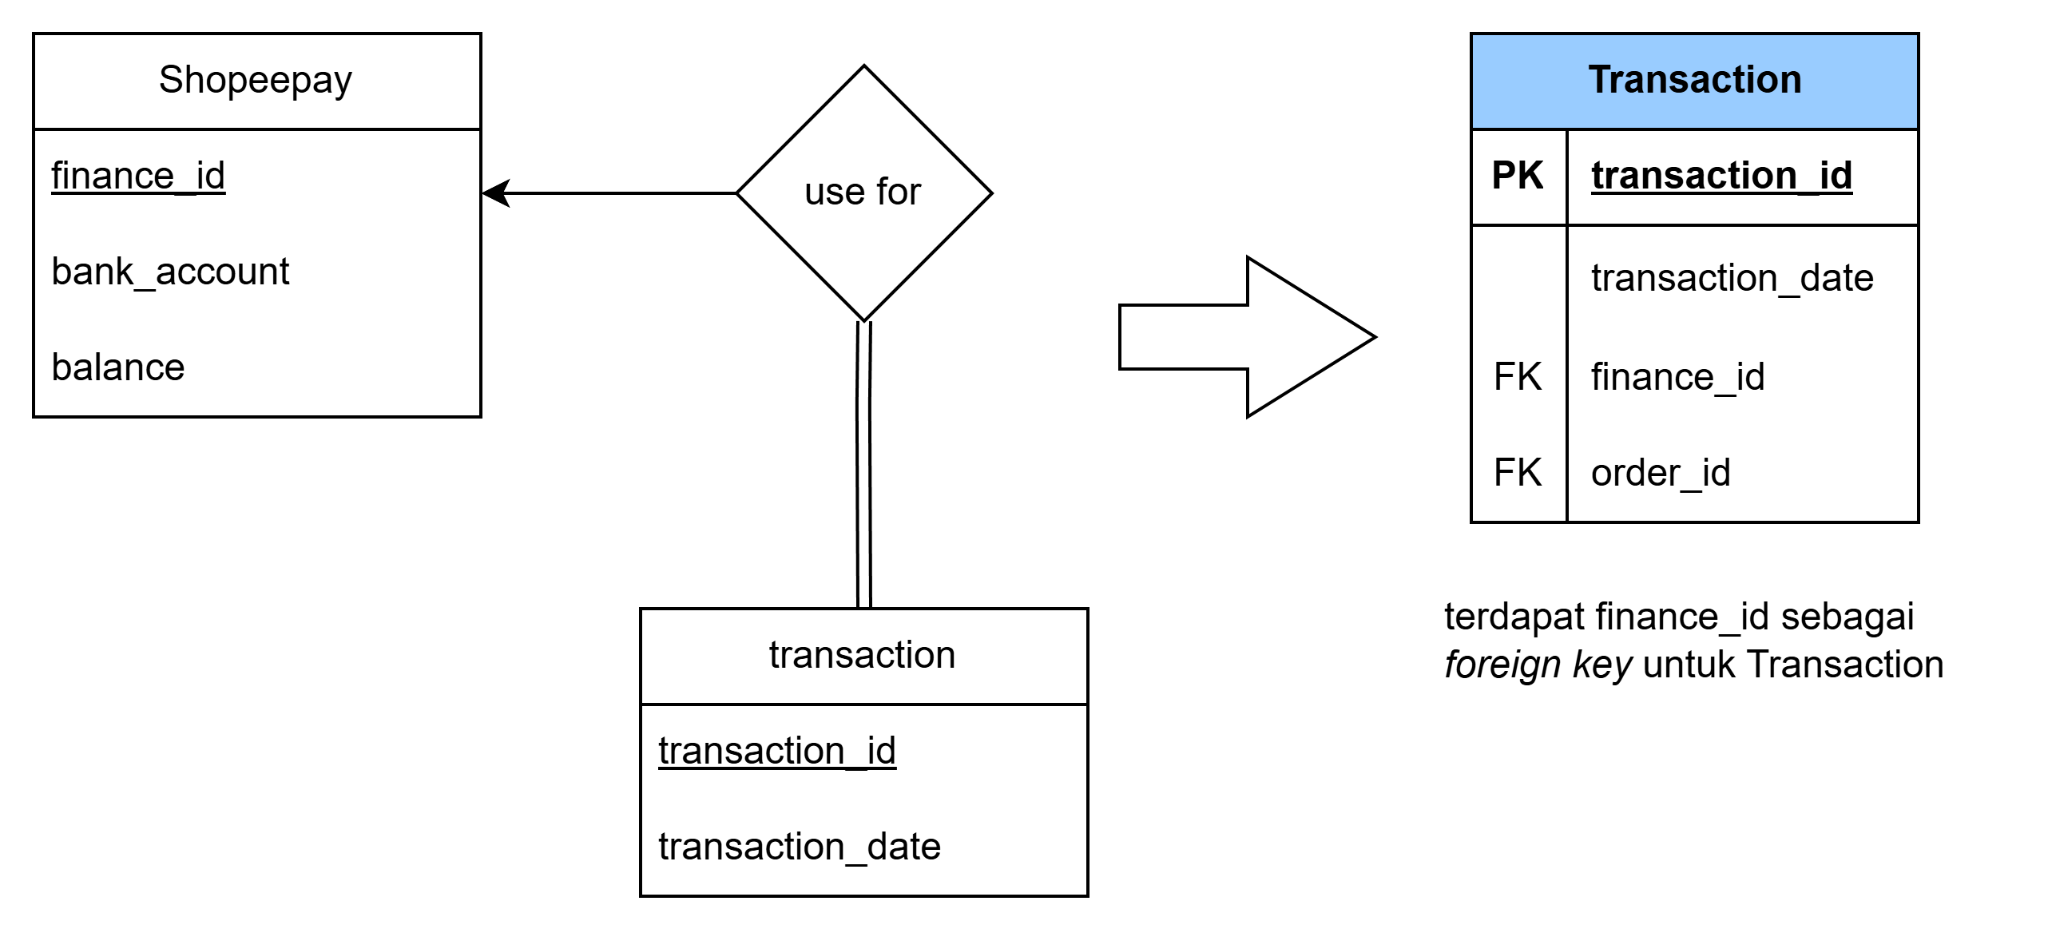 Shopeepay
finance_id
bank_account
balance
use for
transaction
transaction_id
transaction_date
Transaction
PK transaction_id
transaction_date
FK finance_id
FK order_id
terdapat finance_id sebagai
foreign key untuk Transaction